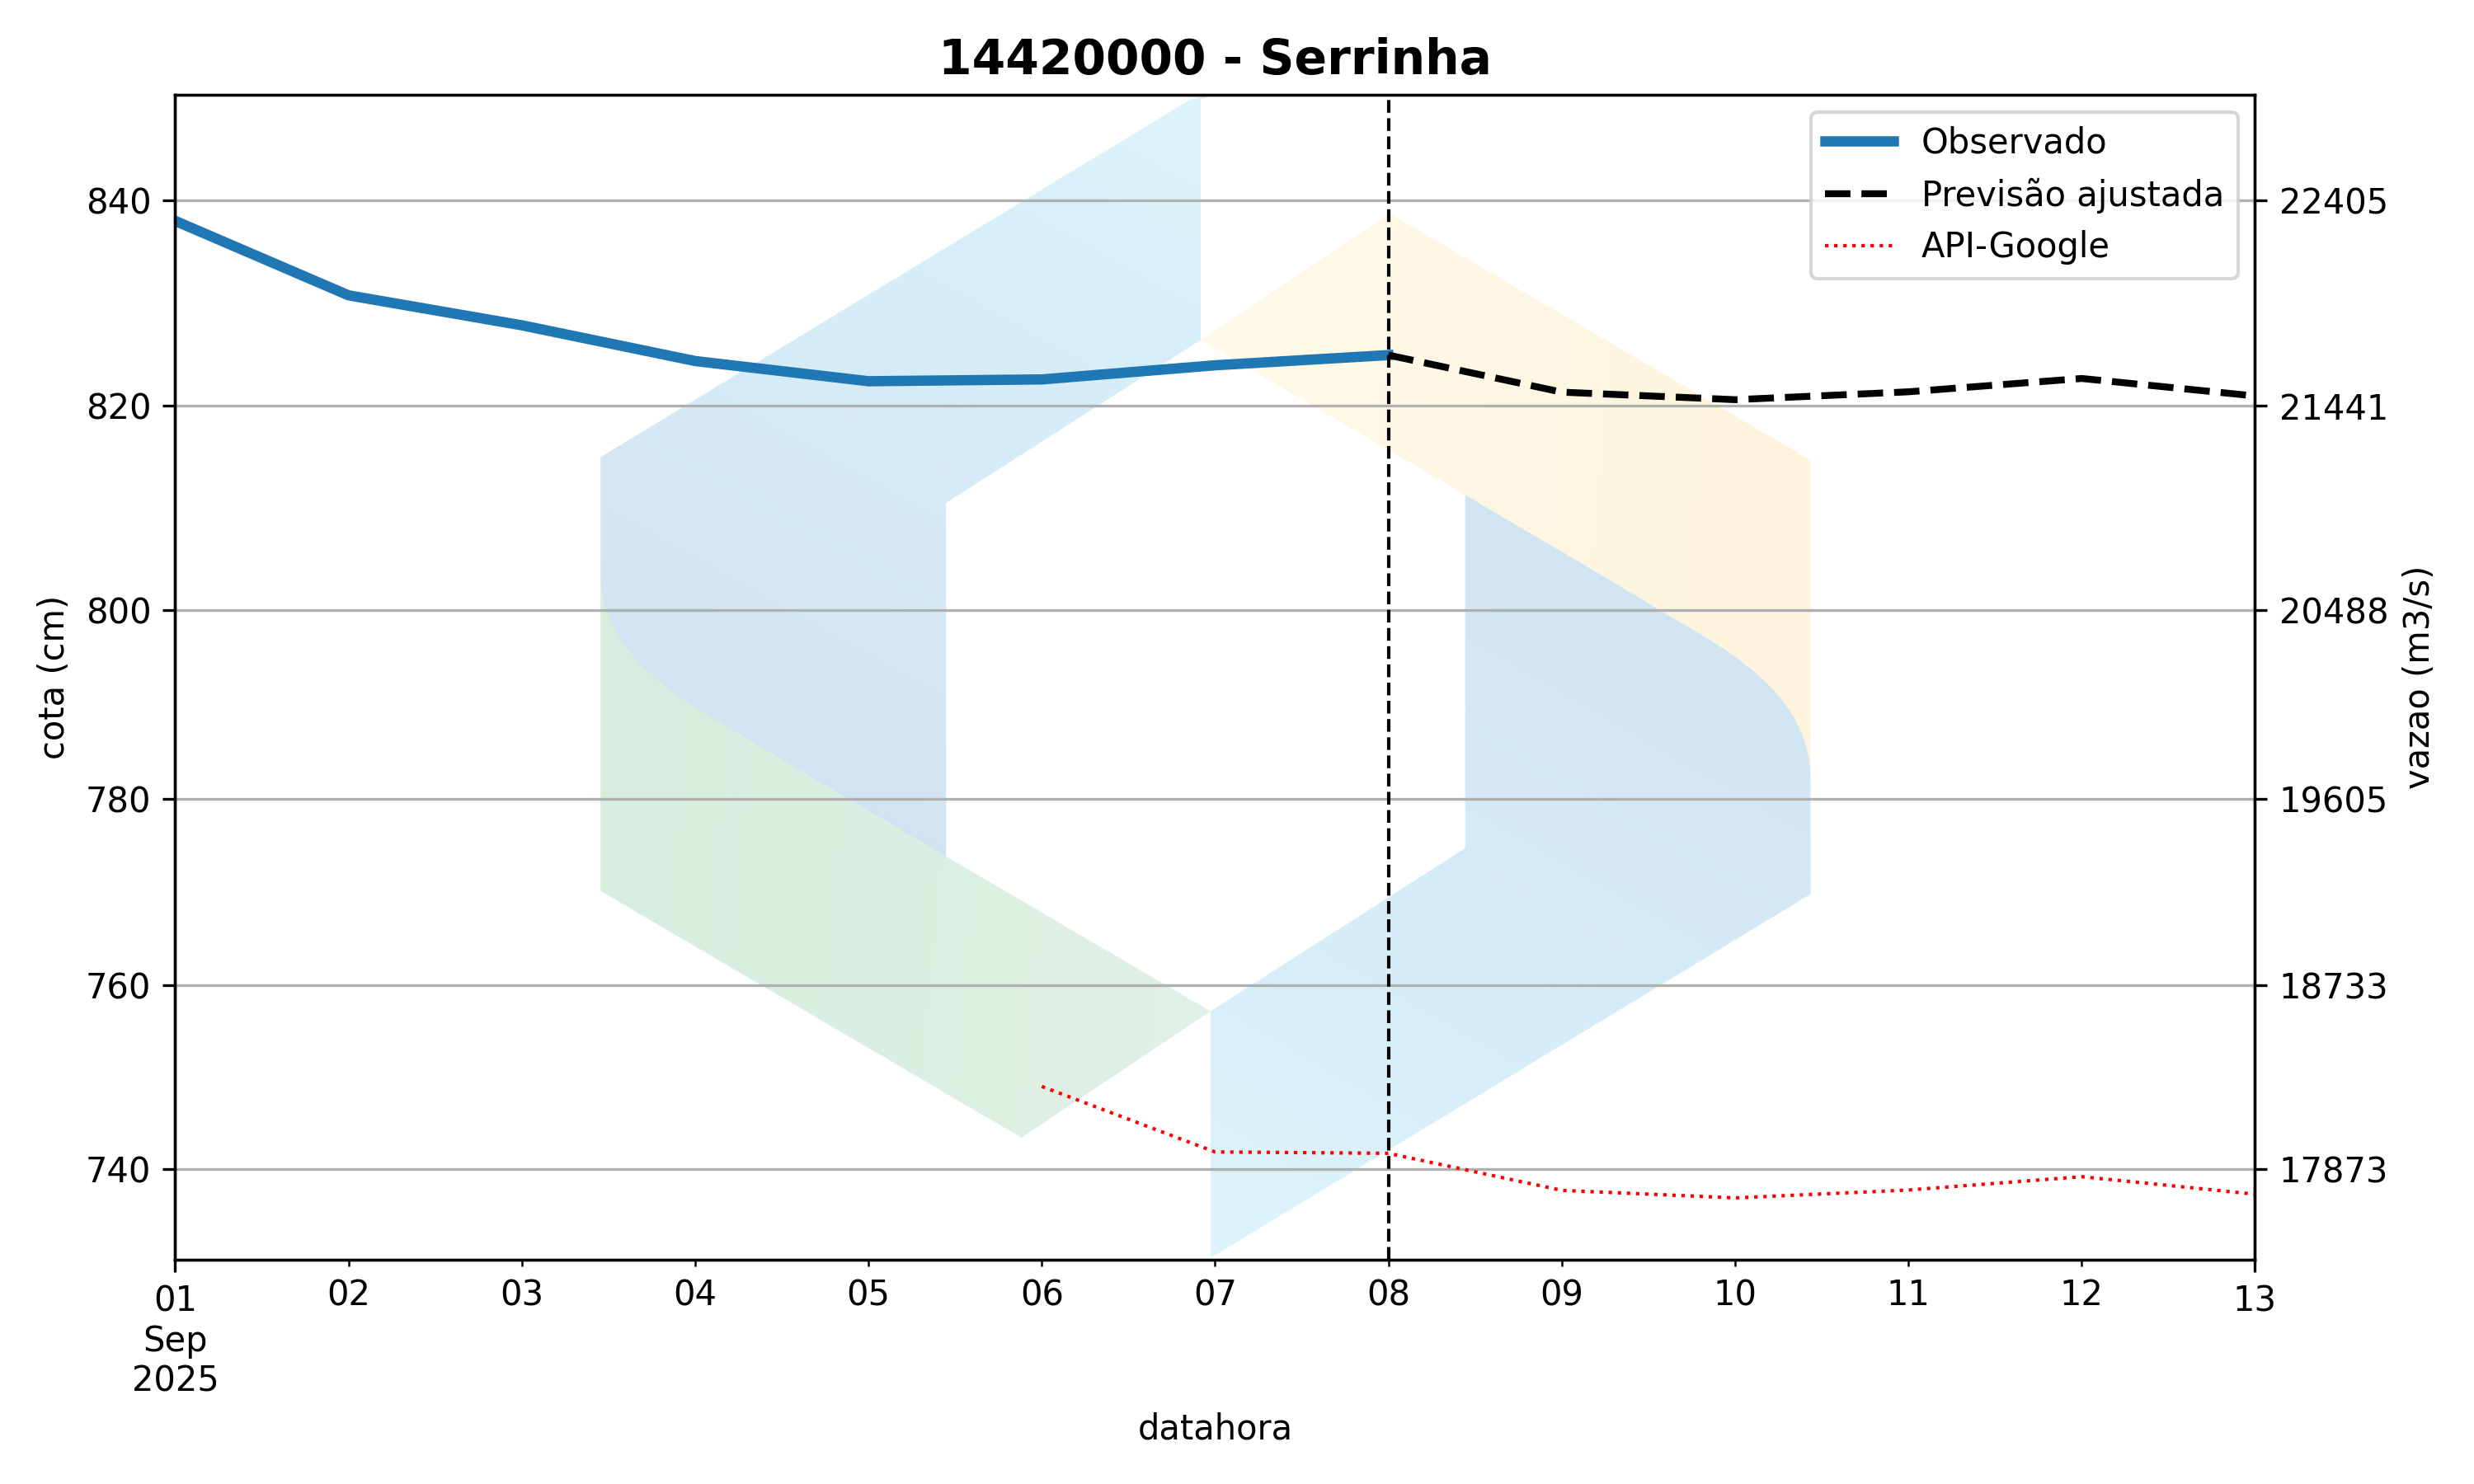 14420000 - Serrinha
Observado
Previsão ajustada
API-Google
840
820
800
780
760
740
cota (cm)
22405
21441
20488
19605
18733
17873
vazao (m3/s)
01 02 03 04 05 06 07 08 09 10 11 12 13
Sep
2025
datahora